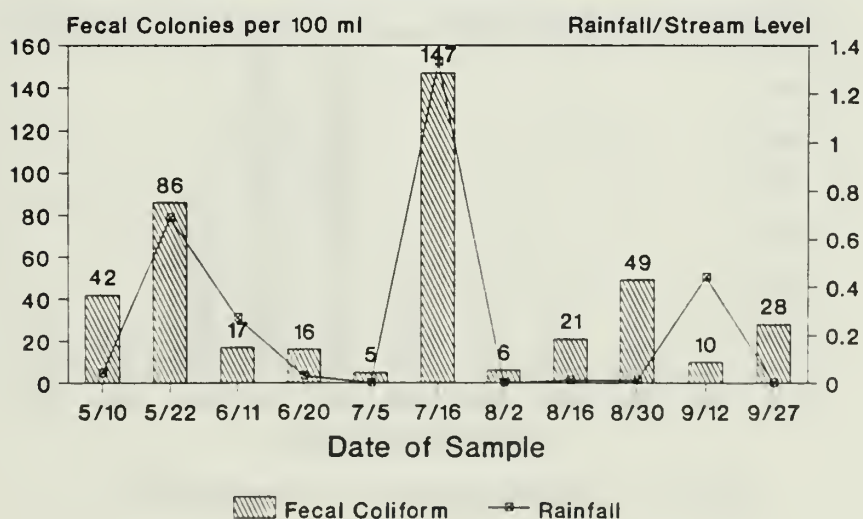 Fecal Colonies per 100 ml Rainfall/Stream Level
160 1.4
140 1.2
120 1
100 0.8
80 0.6
60 0.4
40 0.2
20 0
0
42 86 17 16 5 147 6 21 49 10 28
5/10 5/22 6/11 6/20 7/5 7/16 8/2 8/16 8/30 9/12 9/27
Date of Sample
Fecal Coliform Rainfall